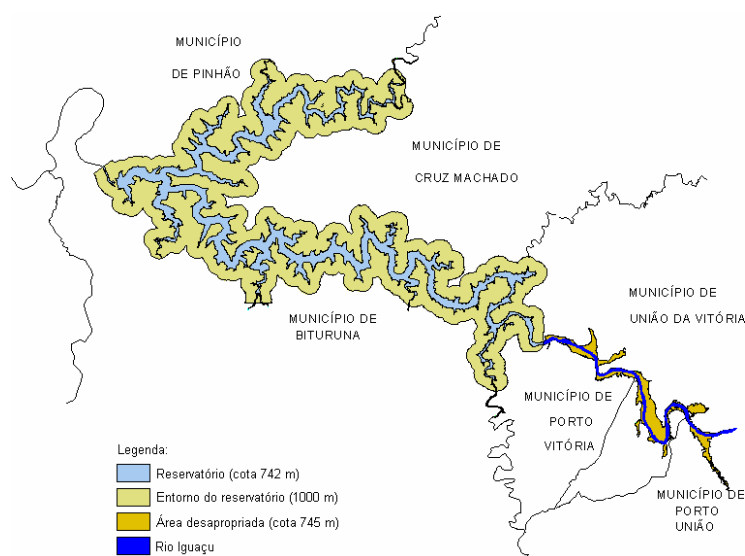 MUNICÍPIO
DE PINHÃO
MUNICÍPIO DE
CRUZ MACHADO
MUNICÍPIO DE
UNIÃO DA VITÓRIA
MUNICÍPIO DE
BITURUNA
MUNICÍPIO DE
PORTO
VITÓRIA
MUNICÍPIO DE
PORTO
UNIÃO
Legenda:
Reservatório (cota 742 m)
Entorno do reservatório (1000 m)
Área desapropriada (cota 745 m)
Rio Iguaçu